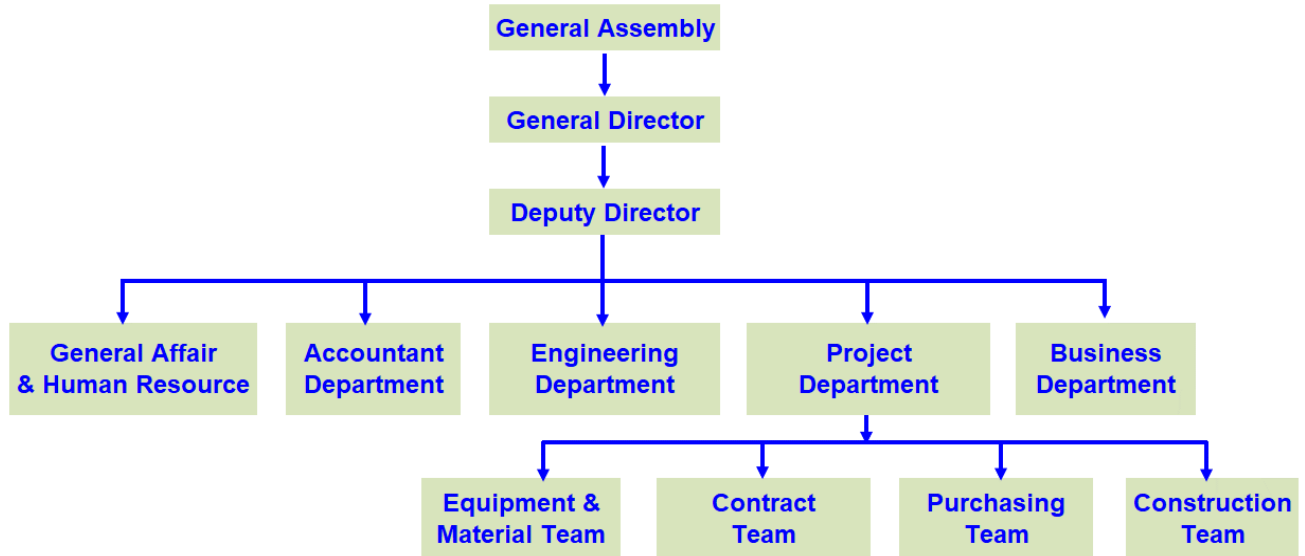 General Assembly
General Director
Deputy Director
General Affair
& Human Resource
Accountant
Department
Engineering
Department
Project
Department
Business
Department
Equipment &
Material Team
Contract
Team
Purchasing
Team
Construction
Team